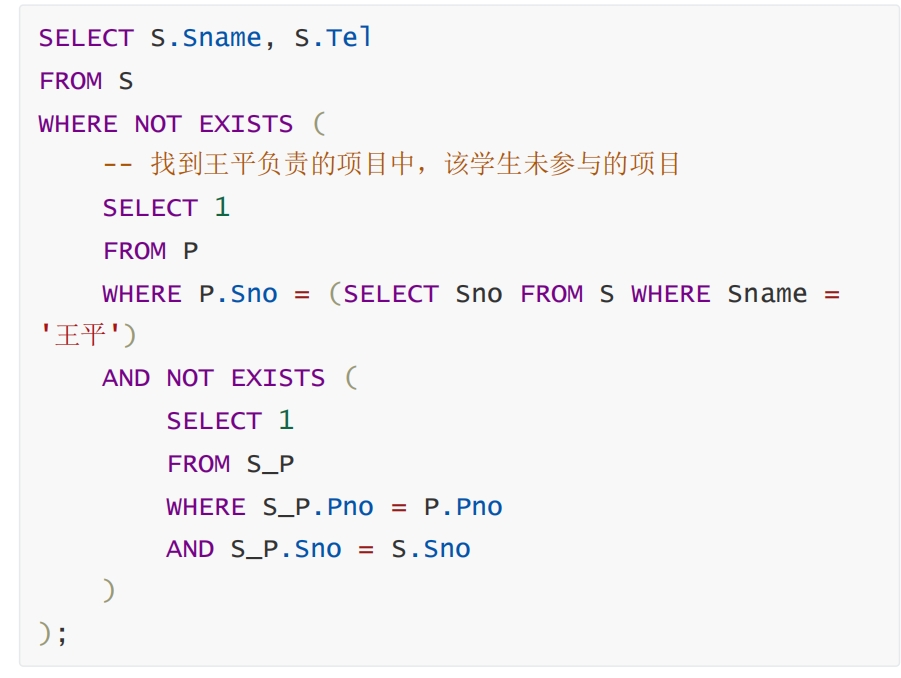 SELECT S.Sname, S.Tel
FROM S
WHERE NOT EXISTS (
    -- 找到王平负责的项目中，该学生未参与的项目
    SELECT 1
    FROM P
    WHERE P.Sno = (SELECT Sno FROM S WHERE Sname =
'王平')
    AND NOT EXISTS (
        SELECT 1
        FROM S_P
        WHERE S_P.Pno = P.Pno
        AND S_P.Sno = S.Sno
    )
);